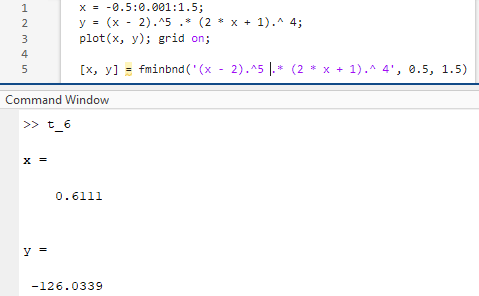 1 x = -0.5:0.001:1.5;
2 y = (x - 2).^5 .* (2 * x + 1).^ 4;
3 plot(x, y); grid on;
4
5 [x, y] = fminbnd('(x - 2).^5 .* (2 * x + 1).^ 4', 0.5, 1.5)
Command Window
>> t_6
x =
0.6111
y =
-126.0339